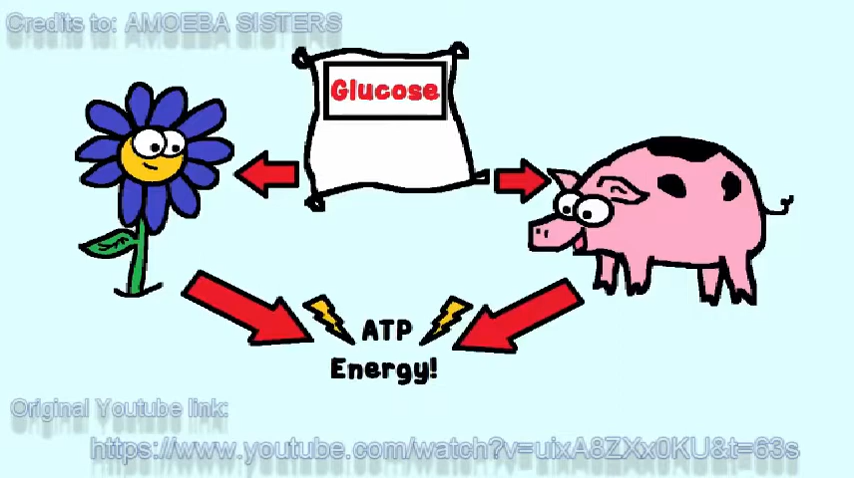 Credits to: AMOEBA SISTERS
Glucose
ATP
Energy!
Original Youtube link:
https://www.youtube.com/watch?v=uixA8ZXx0KU&t=63s